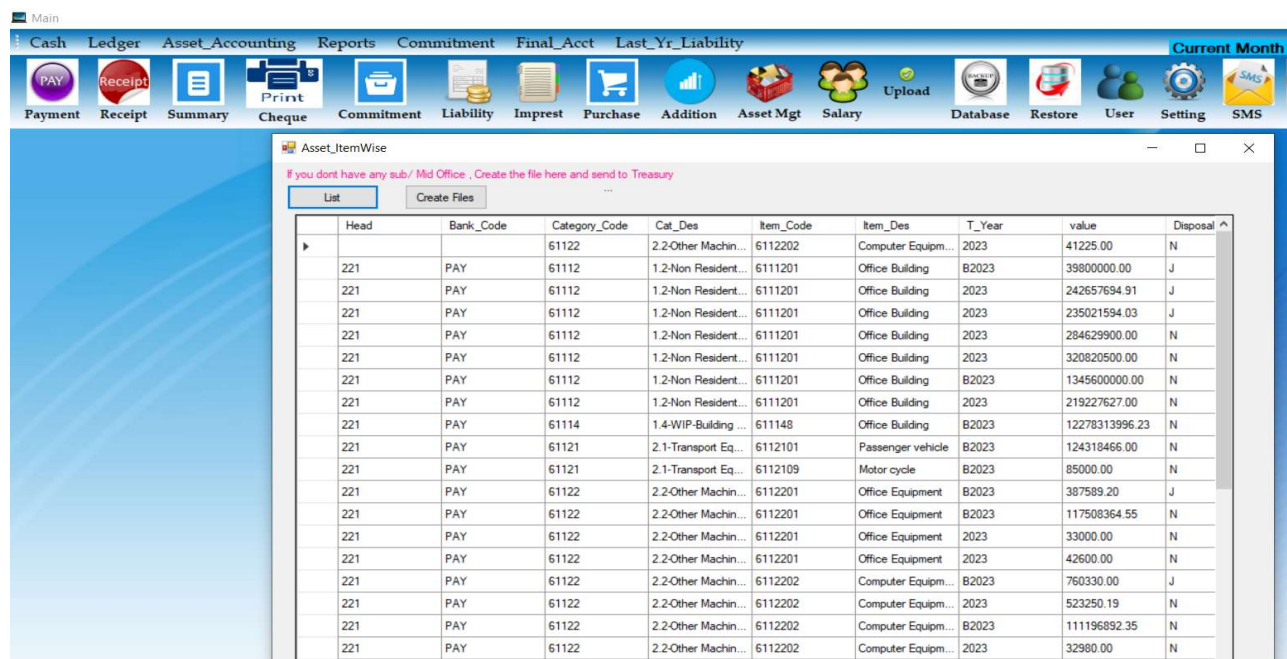 Main
Cash Ledger Asset_Accounting Reports Commitment Final_Acct Last_Yr_Liability
Current Month
PAY Receipt Print $ BACKUP SMS
Payment Receipt Summary Cheque Commitment Liability Imprest Purchase Addition Asset Mgt Salary Upload Database Restore User Setting SMS
Asset_ItemWise
If you dont have any sub/ Mid Office , Create the file here and send to Treasury
List Create Files ...
Head Bank_Code Category_Code Cat_Des Item_Code Item_Des T_Year value Disposal
61122 2.2-Other Machin... 6112202 Computer Equipm... 2023 41225.00 N
221 PAY 61112 1.2-Non Resident... 6111201 Office Building B2023 39800000.00 J
221 PAY 61112 1.2-Non Resident... 6111201 Office Building 2023 242657694.91 J
221 PAY 61112 1.2-Non Resident... 6111201 Office Building 2023 235021594.03 J
221 PAY 61112 1.2-Non Resident... 6111201 Office Building 2023 284629900.00 N
221 PAY 61112 1.2-Non Resident... 6111201 Office Building 2023 320820500.00 N
221 PAY 61112 1.2-Non Resident... 6111201 Office Building B2023 1345600000.00 N
221 PAY 61112 1.2-Non Resident... 6111201 Office Building 2023 219227627.00 N
221 PAY 61114 1.4-WIP-Building ... 611148 Office Building B2023 12278313996.23 N
221 PAY 61121 2.1-Transport Eq... 6112101 Passenger vehicle B2023 124318466.00 N
221 PAY 61121 2.1-Transport Eq... 6112109 Motor cycle B2023 85000.00 N
221 PAY 61122 2.2-Other Machin... 6112201 Office Equipment B2023 387589.20 J
221 PAY 61122 2.2-Other Machin... 6112201 Office Equipment B2023 117508364.55 N
221 PAY 61122 2.2-Other Machin... 6112201 Office Equipment 2023 33000.00 N
221 PAY 61122 2.2-Other Machin... 6112201 Office Equipment 2023 42600.00 N
221 PAY 61122 2.2-Other Machin... 6112202 Computer Equipm... B2023 760330.00 J
221 PAY 61122 2.2-Other Machin... 6112202 Computer Equipm... 2023 523250.19 N
221 PAY 61122 2.2-Other Machin... 6112202 Computer Equipm... B2023 111196892.35 N
221 PAY 61122 2.2-Other Machin... 6112202 Computer Equipm... 2023 32980.00 N